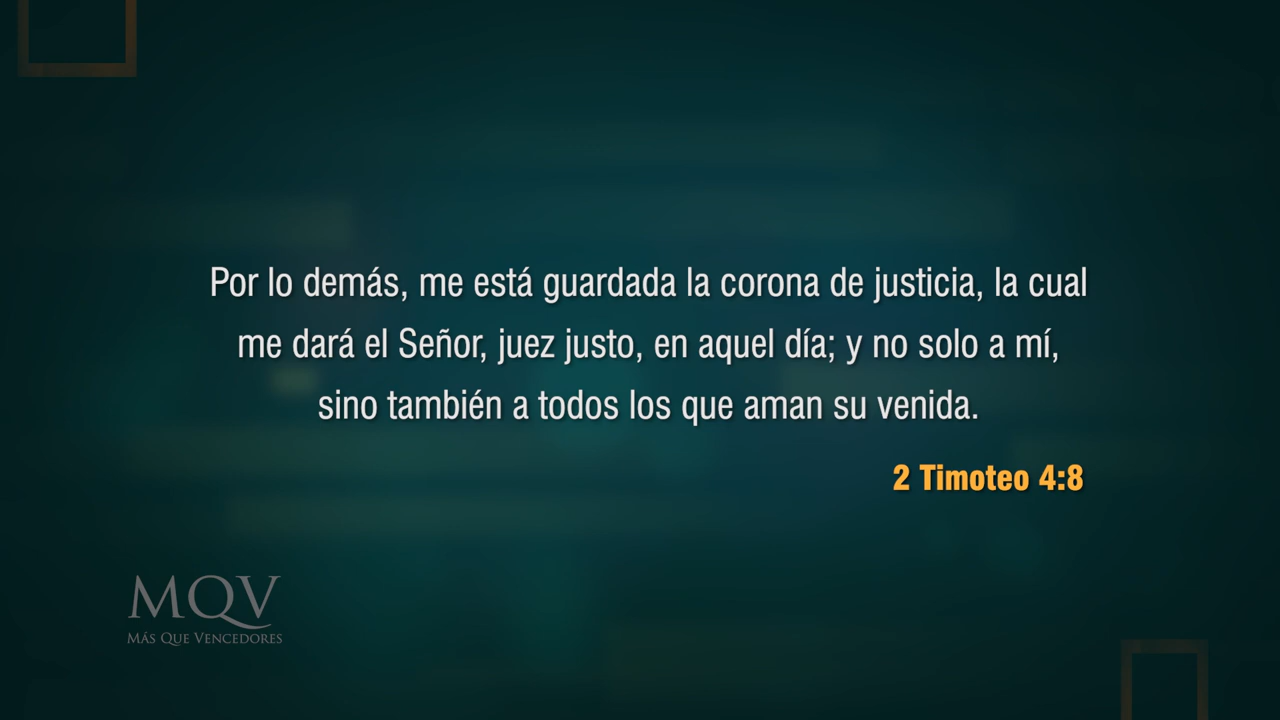 Por lo demás, me está guardada la corona de justicia, la cual
me dará el Señor, juez justo, en aquel día; y no solo a mí,
sino también a todos los que aman su venida.
2 Timoteo 4:8
MQV
MÁS QUE VENCEDORES